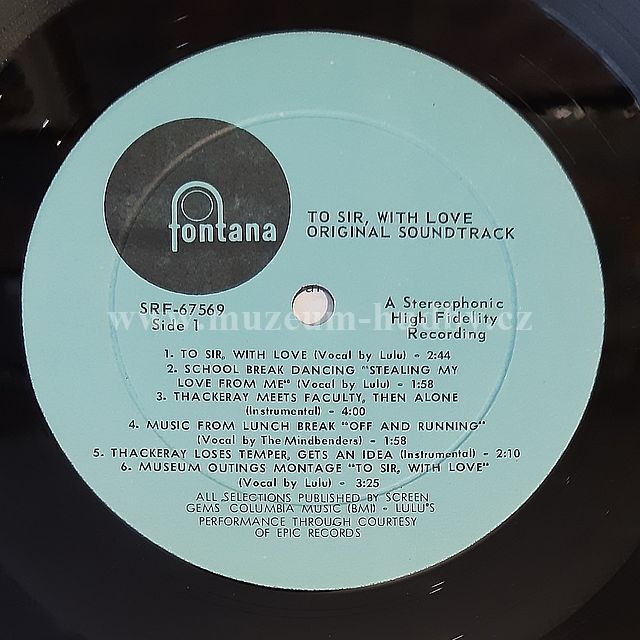 fontana
TO SIR, WITH LOVE
ORIGINAL SOUNDTRACK
SRF-67569
Side 1
A Stereophonic
High Fidelity
Recording
1. TO SIR, WITH LOVE (Vocal by Lulu) - 2:44
2. SCHOOL BREAK DANCING "STEALING MY
LOVE FROM ME" (Vocal by Lulu) - 1:58
3. THACKERAY MEETS FACULTY, THEN ALONE
(Instrumental) - 4:00
4. MUSIC FROM LUNCH BREAK "OFF AND RUNNING"
(Vocal by The Mindbenders) - 1:58
5. THACKERAY LOSES TEMPER, GETS AN IDEA (Instrumental) - 2:10
6. MUSEUM OUTINGS MONTAGE "TO SIR, WITH LOVE"
(Vocal by Lulu) - 3:25
ALL SELECTIONS PUBLISHED BY SCREEN
GEMS COLUMBIA MUSIC (BMI) - LULU'S
PERFORMANCE THROUGH COURTESY
OF EPIC RECORDS